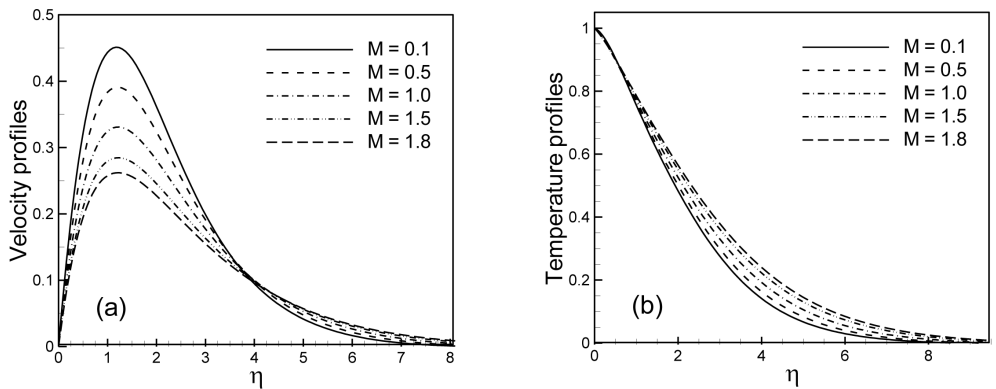 0.5
0.4
0.3
0.2
0.1
0
Velocity profiles
M = 0.1
M = 0.5
M = 1.0
M = 1.5
M = 1.8
(a)
0 1 2 3 4 5 6 7 8
η
1
0.8
0.6
0.4
0.2
0
Temperature profiles
M = 0.1
M = 0.5
M = 1.0
M = 1.5
M = 1.8
(b)
0 2 4 6 8
η